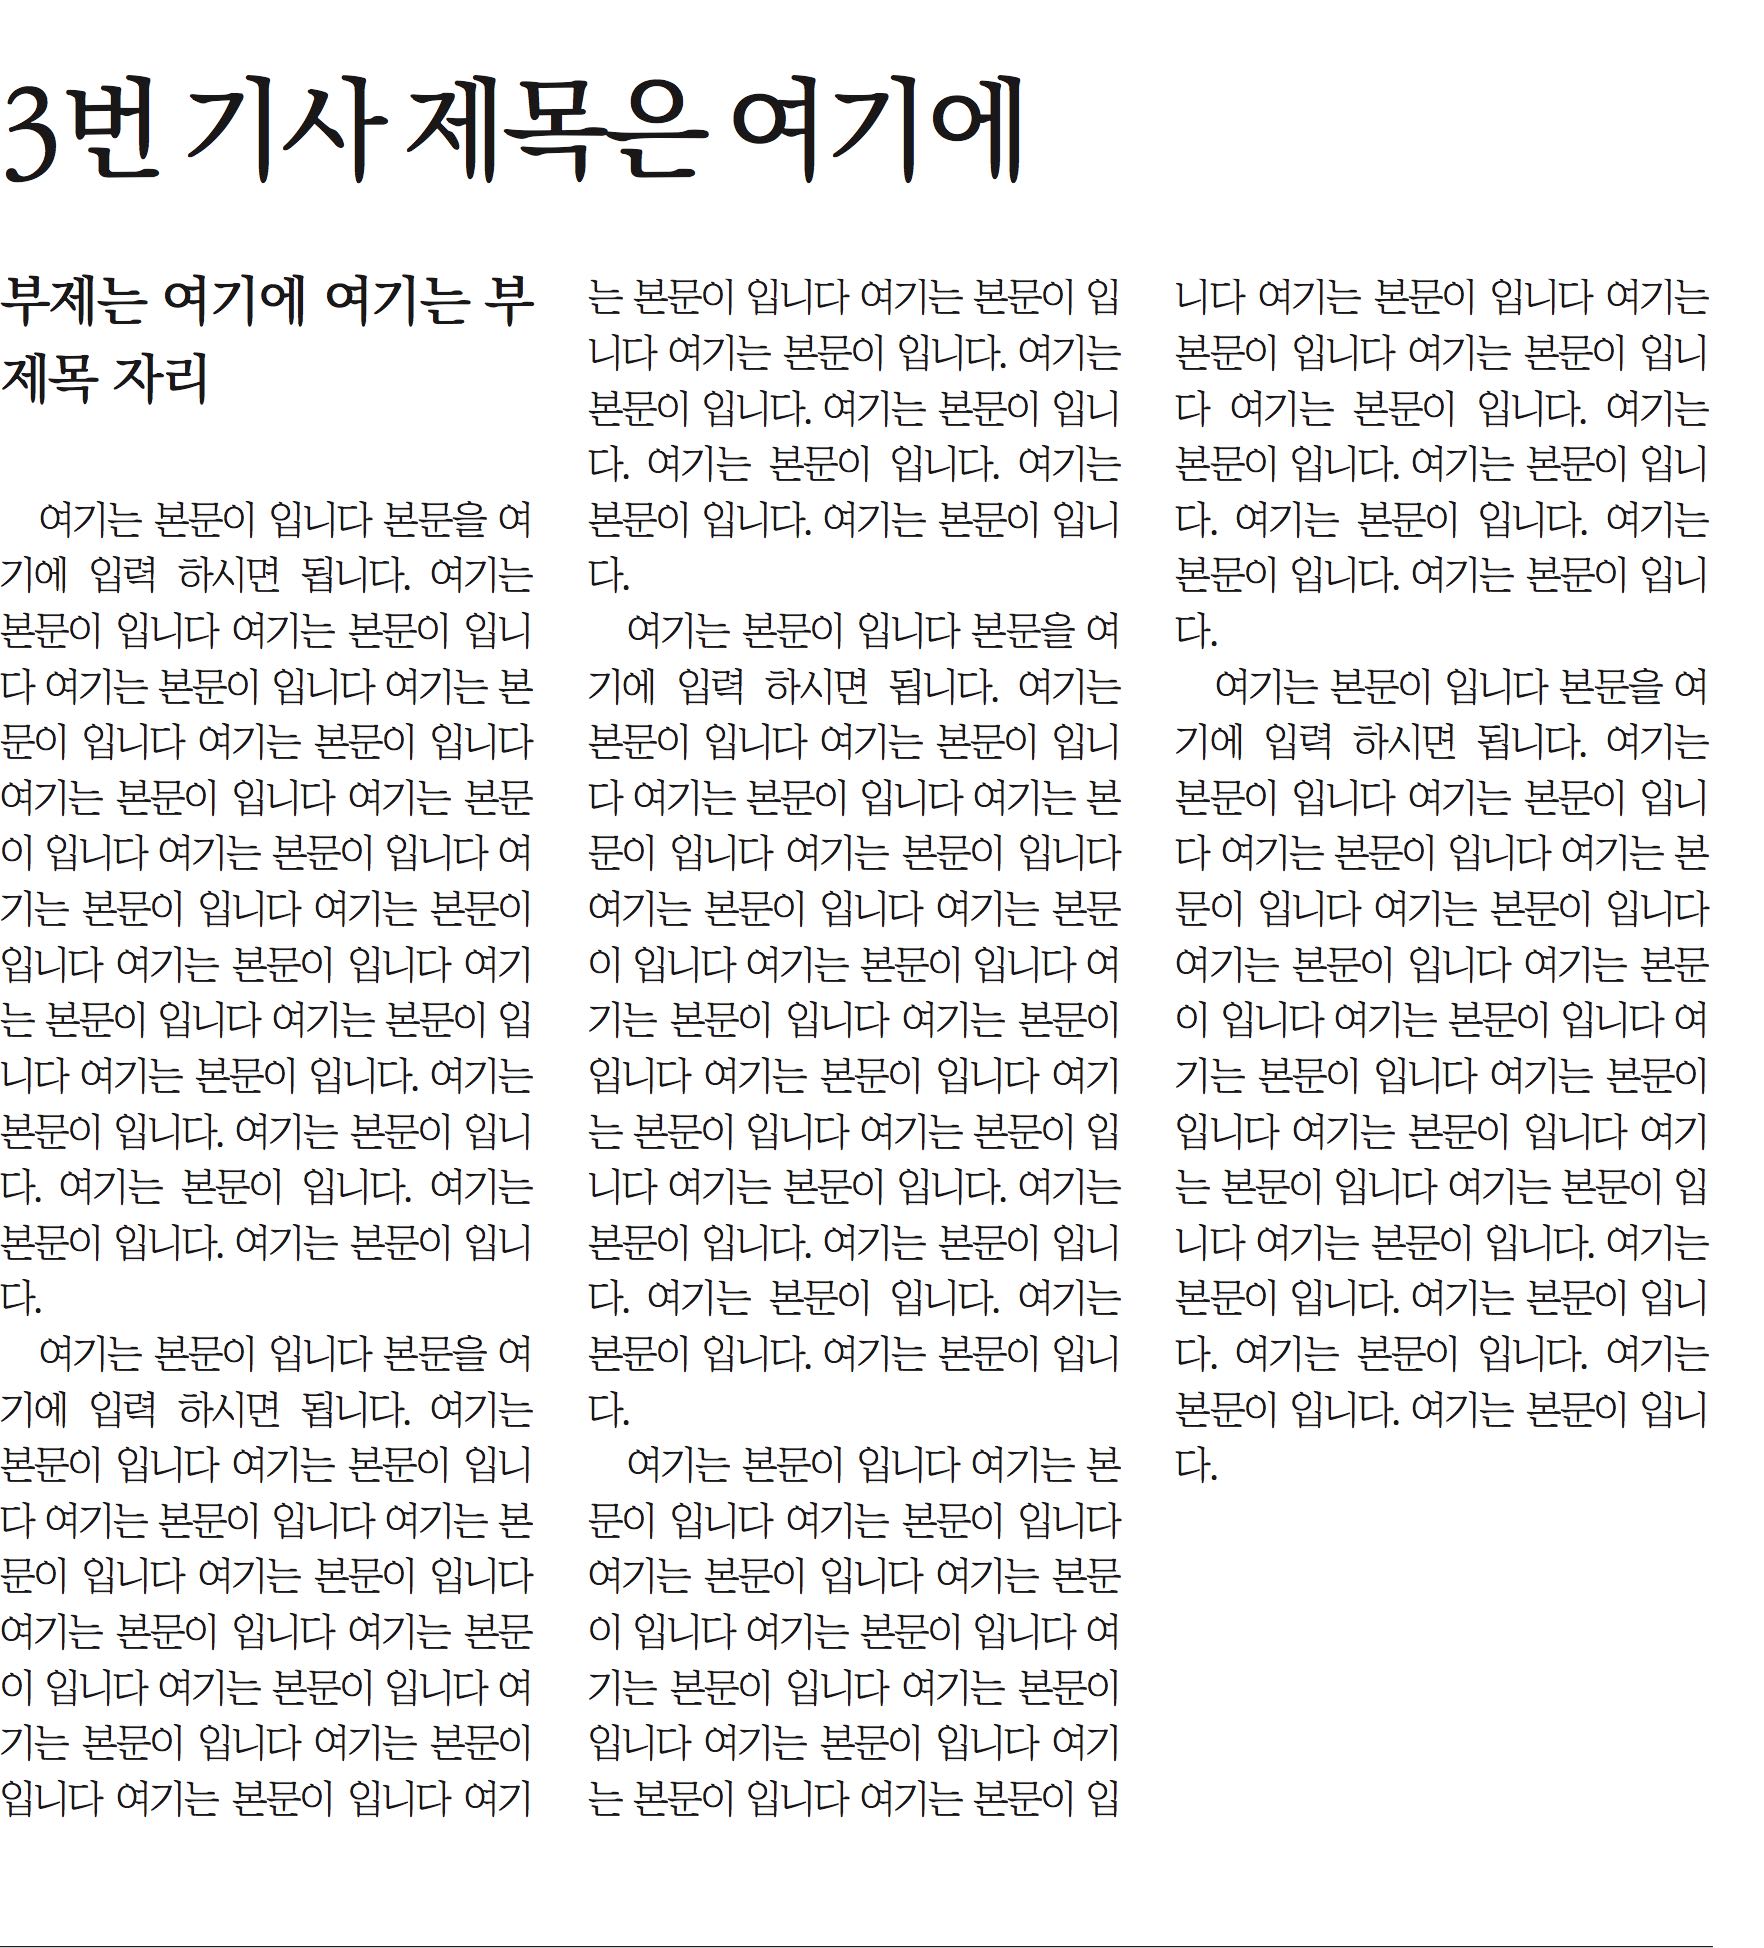 3번 기사 제목은 여기에
부제는 여기에 여기는 부
제목 자리
여기는 본문이 입니다 본문을 여
기에 입력 하시면 됩니다. 여기는
본문이 입니다 여기는 본문이 입니
다 여기는 본문이 입니다 여기는 본
문이 입니다 여기는 본문이 입니다
여기는 본문이 입니다 여기는 본문
이 입니다 여기는 본문이 입니다 여
기는 본문이 입니다 여기는 본문이
입니다 여기는 본문이 입니다 여기
는 본문이 입니다 여기는 본문이 입
니다 여기는 본문이 입니다. 여기는
본문이 입니다. 여기는 본문이 입니
다. 여기는 본문이 입니다. 여기는
본문이 입니다. 여기는 본문이 입니
다.
여기는 본문이 입니다 본문을 여
기에 입력 하시면 됩니다. 여기는
본문이 입니다 여기는 본문이 입니
다 여기는 본문이 입니다 여기는 본
문이 입니다 여기는 본문이 입니다
여기는 본문이 입니다 여기는 본문
이 입니다 여기는 본문이 입니다 여
기는 본문이 입니다 여기는 본문이
입니다 여기는 본문이 입니다 여기
는 본문이 입니다 여기는 본문이 입
니다 여기는 본문이 입니다. 여기는
본문이 입니다. 여기는 본문이 입니
다. 여기는 본문이 입니다. 여기는
본문이 입니다. 여기는 본문이 입니
다.
여기는 본문이 입니다 본문을 여
기에 입력 하시면 됩니다. 여기는
본문이 입니다 여기는 본문이 입니
다 여기는 본문이 입니다 여기는 본
문이 입니다 여기는 본문이 입니다
여기는 본문이 입니다 여기는 본문
이 입니다 여기는 본문이 입니다 여
기는 본문이 입니다 여기는 본문이
입니다 여기는 본문이 입니다 여기
는 본문이 입니다 여기는 본문이 입
니다 여기는 본문이 입니다. 여기는
본문이 입니다. 여기는 본문이 입니
다. 여기는 본문이 입니다. 여기는
본문이 입니다. 여기는 본문이 입니
다.
여기는 본문이 입니다 여기는 본
문이 입니다 여기는 본문이 입니다
여기는 본문이 입니다 여기는 본문
이 입니다 여기는 본문이 입니다 여
기는 본문이 입니다 여기는 본문이
입니다 여기는 본문이 입니다 여기
는 본문이 입니다 여기는 본문이 입
니다 여기는 본문이 입니다 여기는
본문이 입니다 여기는 본문이 입니
다 여기는 본문이 입니다. 여기는
본문이 입니다. 여기는 본문이 입니
다. 여기는 본문이 입니다. 여기는
본문이 입니다. 여기는 본문이 입니
다.
여기는 본문이 입니다 본문을 여
기에 입력 하시면 됩니다. 여기는
본문이 입니다 여기는 본문이 입니
다 여기는 본문이 입니다 여기는 본
문이 입니다 여기는 본문이 입니다
여기는 본문이 입니다 여기는 본문
이 입니다 여기는 본문이 입니다 여
기는 본문이 입니다 여기는 본문이
입니다 여기는 본문이 입니다 여기
는 본문이 입니다 여기는 본문이 입
니다 여기는 본문이 입니다. 여기는
본문이 입니다. 여기는 본문이 입니
다. 여기는 본문이 입니다. 여기는
본문이 입니다. 여기는 본문이 입니
다.